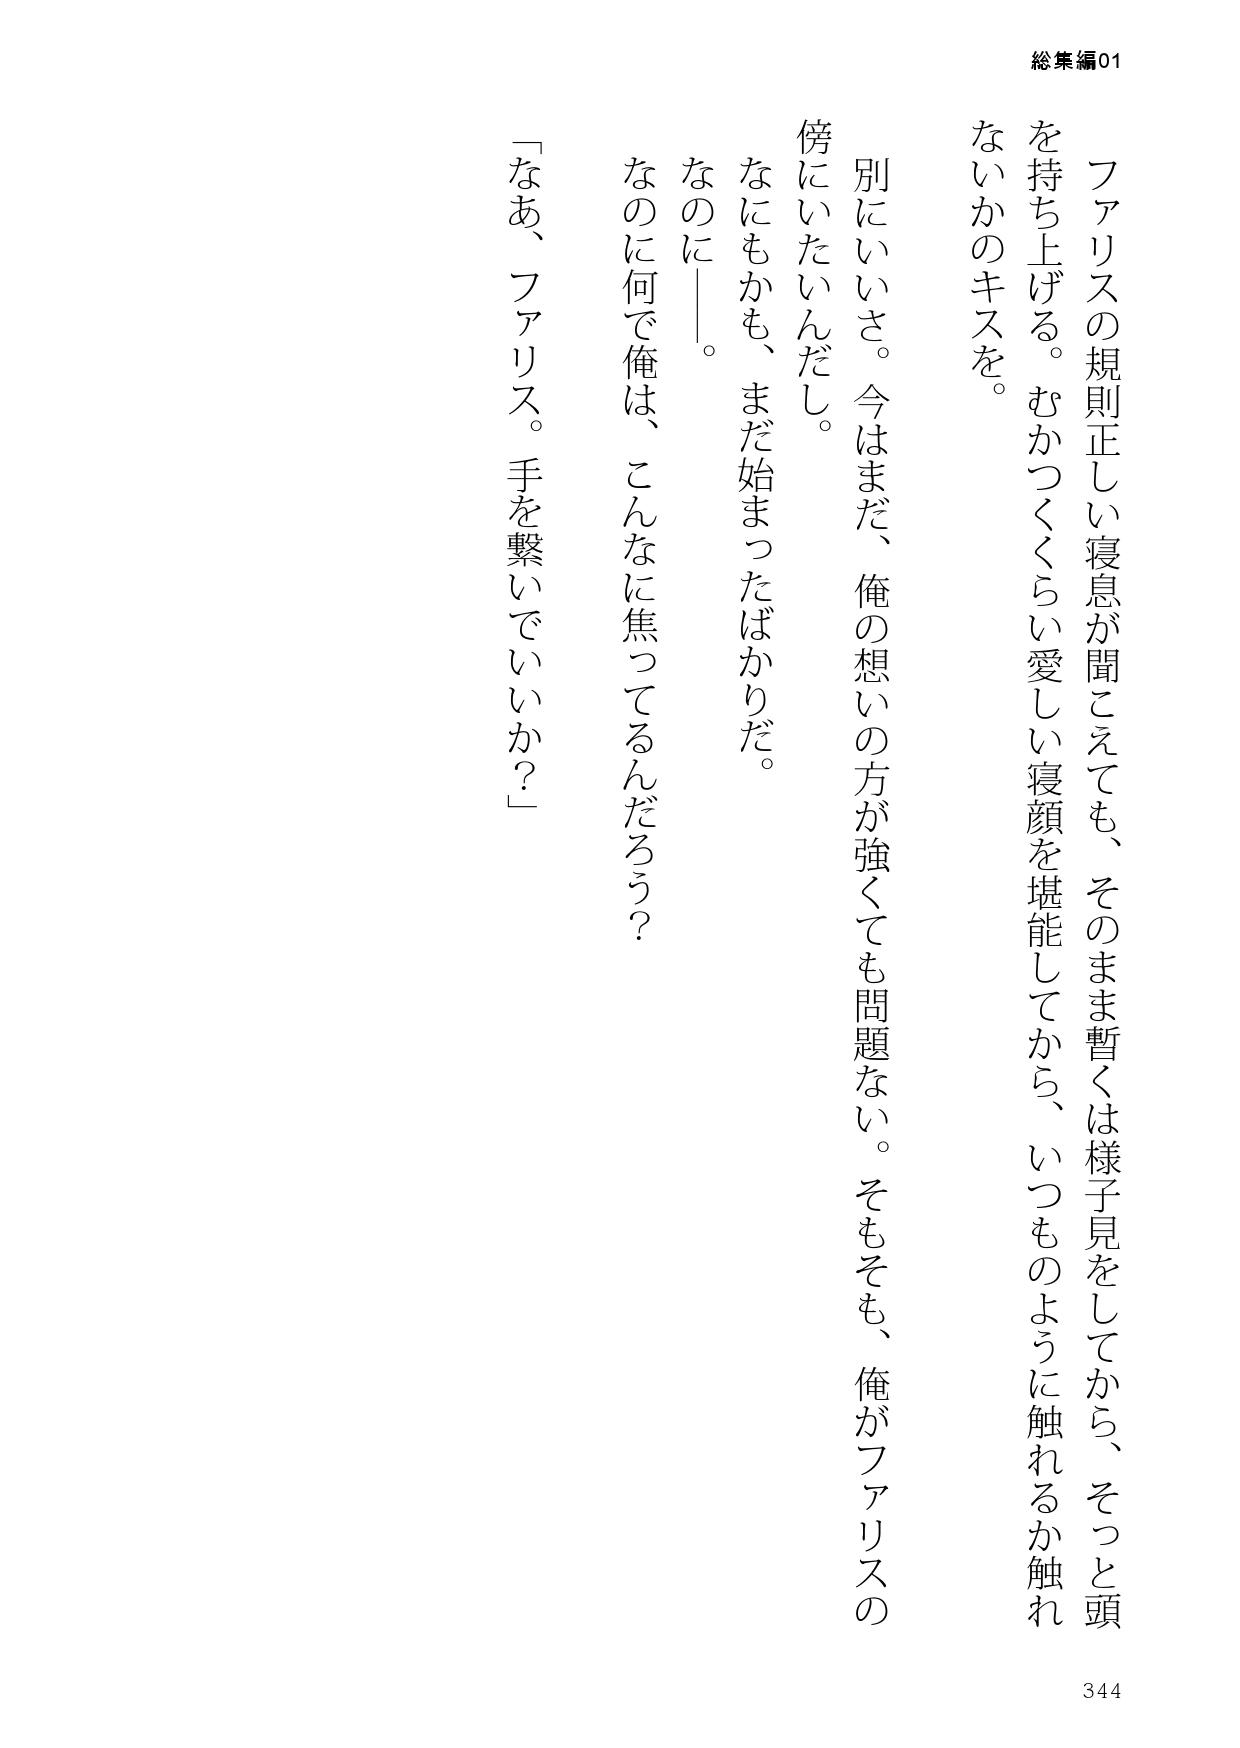 総集編01
ファリスの規則正しい寝息が聞こえても、そのまま暫くは様子見をしてから、そっと頭
を持ち上げる。むかつくくらい愛しい寝顔を堪能してから、いつものように触れるか触れ
ないかのキスを。
別にいいさ。今はまだ、俺の想いの方が強くても問題ない。そもそも、俺がファリスの
傍にいたいんだし。
なにもかも、まだ始まったばかりだ。
なのに――。
なのに何で俺は、こんなに焦ってるんだろう？
「なあ、ファリス。手を繋いでいいか？」
344